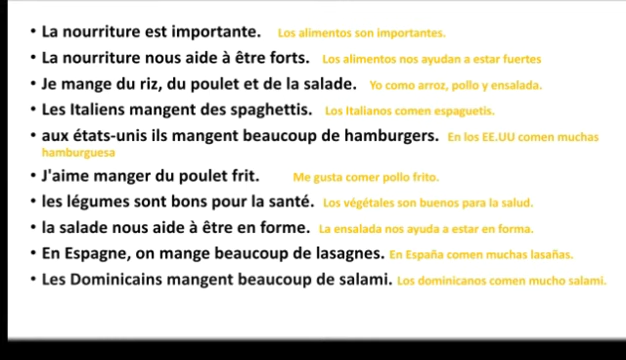 • La nourriture est importante. Los alimentos son importantes.
• La nourriture nous aide à être forts. Los alimentos nos ayudan a estar fuertes
• Je mange du riz, du poulet et de la salade. Yo como arroz, pollo y ensalada.
• Les Italiens mangent des spaghettis. Los Italianos comen espaguetis.
• aux états-unis ils mangent beaucoup de hamburgers. En los EE.UU comen muchas
hamburguesa
• J'aime manger du poulet frit. Me gusta comer pollo frito.
• les légumes sont bons pour la santé. Los végétales son buenos para la salud.
• la salade nous aide à être en forme. La ensalada nos ayuda a estar en forma.
• En Espagne, on mange beaucoup de lasagnes. En España comen muchas lasañas.
• Les Dominicains mangent beaucoup de salami. Los dominicanos comen mucho salami.